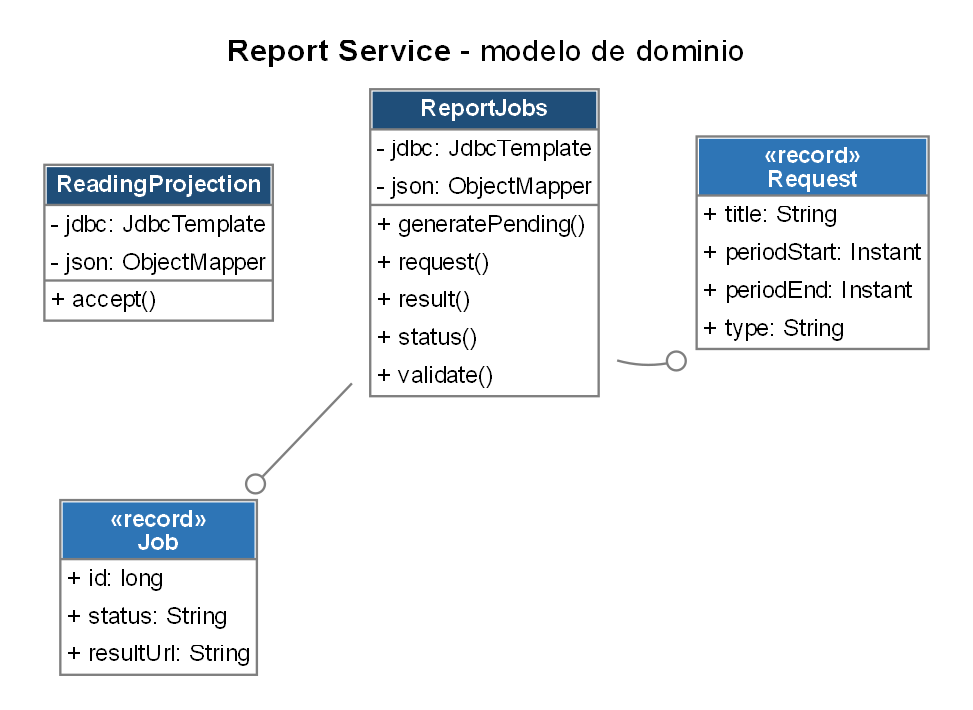 Report Service - modelo de dominio
ReportJobs
- jdbc: JdbcTemplate
- json: ObjectMapper
+ generatePending()
+ request()
+ result()
+ status()
+ validate()
«record»
Request
+ title: String
+ periodStart: Instant
+ periodEnd: Instant
+ type: String
ReadingProjection
- jdbc: JdbcTemplate
- json: ObjectMapper
+ accept()
«record»
Job
+ id: long
+ status: String
+ resultUrl: String